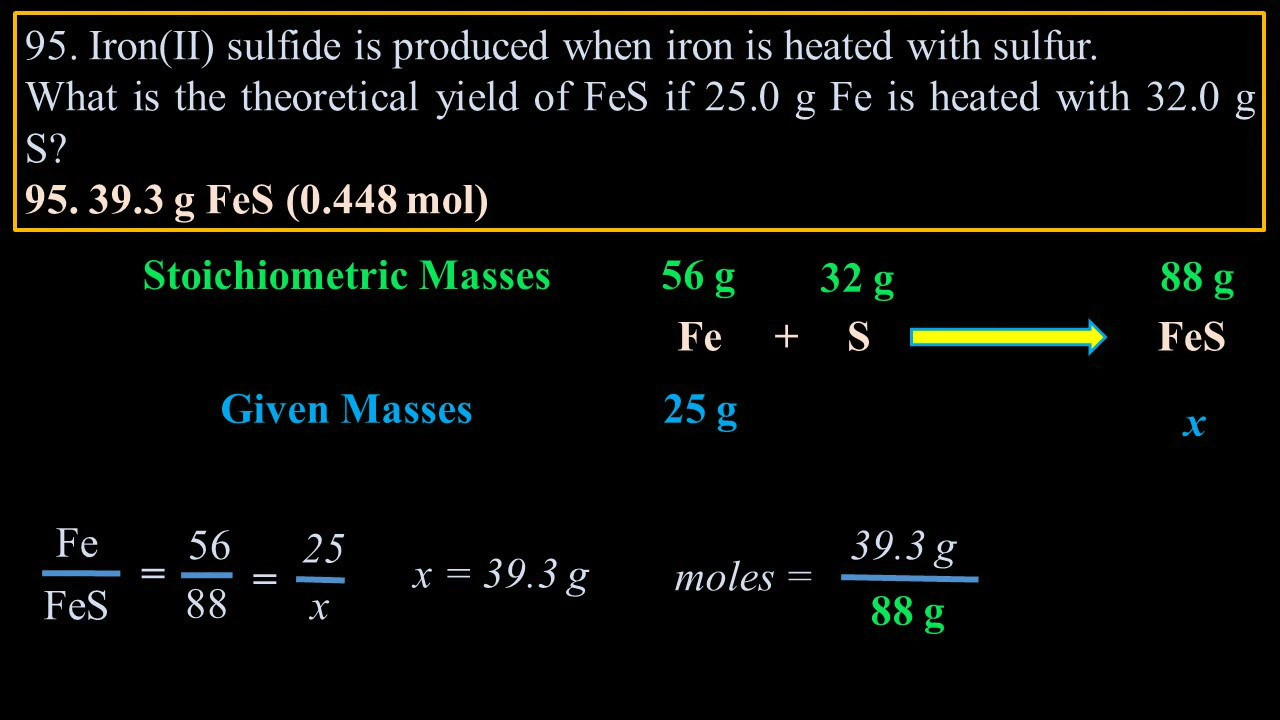 95. Iron(II) sulfide is produced when iron is heated with sulfur.
What is the theoretical yield of FeS if 25.0 g Fe is heated with 32.0 g
S?
95. 39.3 g FeS (0.448 mol)
Stoichiometric Masses 56 g 32 g 88 g
Fe + S FeS
Given Masses 25 g x
Fe 56 25 39.3 g
= = x = 39.3 g moles =
FeS 88 x 88 g